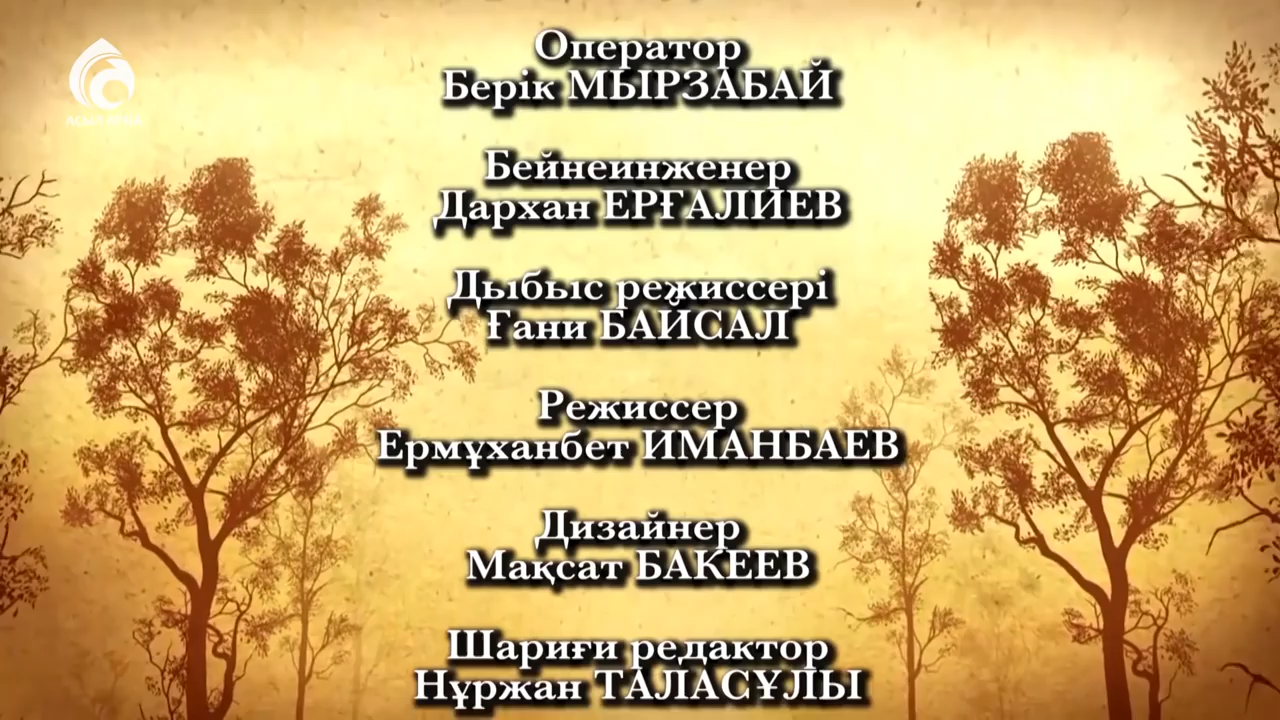 Оператор
Берік МЫРЗАБАЙ
Бейнеинженер
Дархан ЕРҒАЛИЕВ
Дыбыс режиссері
Ғани БАЙСАЛ
Режиссер
Ермұханбет ИМАНБАЕВ
Дизайнер
Мақсат БАКЕЕВ
Шариғи редактор
Нұржан ТАЛАСҰЛЫ